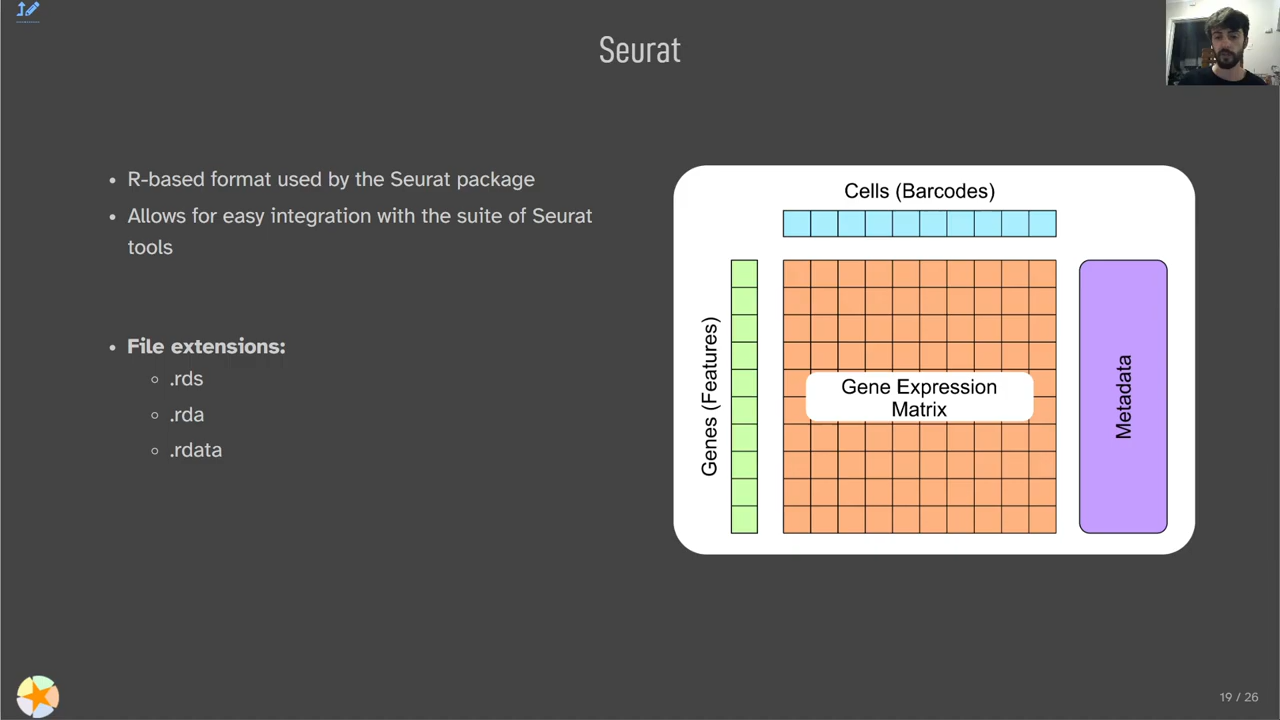 Seurat
R-based format used by the Seurat package
Allows for easy integration with the suite of Seurat
tools
File extensions:
.rds
.rda
.rdata
Cells (Barcodes)
Genes (Features)
Gene Expression
Matrix
Metadata
19 / 26